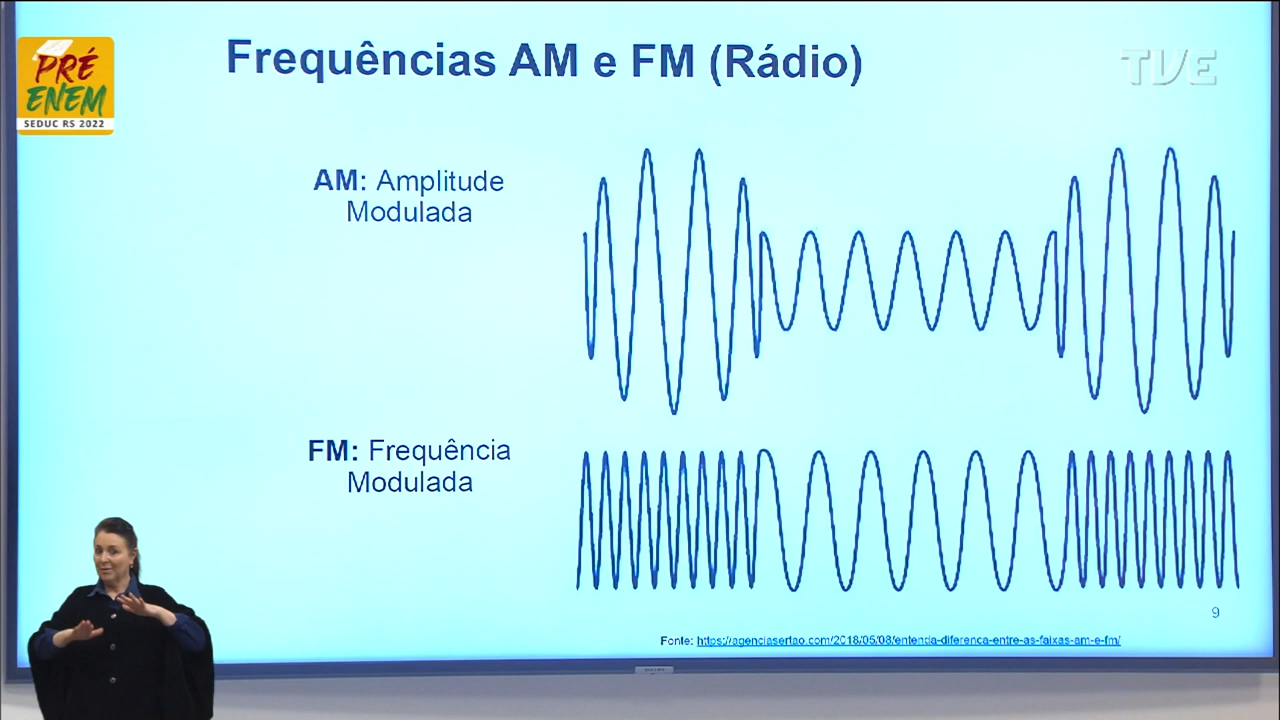 PRÉ
ENEM
SEDUC RS 2022
Frequências AM e FM (Rádio)
TVE
AM: Amplitude
Modulada
FM: Frequência
Modulada
9
Fonte: https://agenciasertao.com/2018/05/08/entenda-diferenca-entre-as-faixas-am-e-fm/